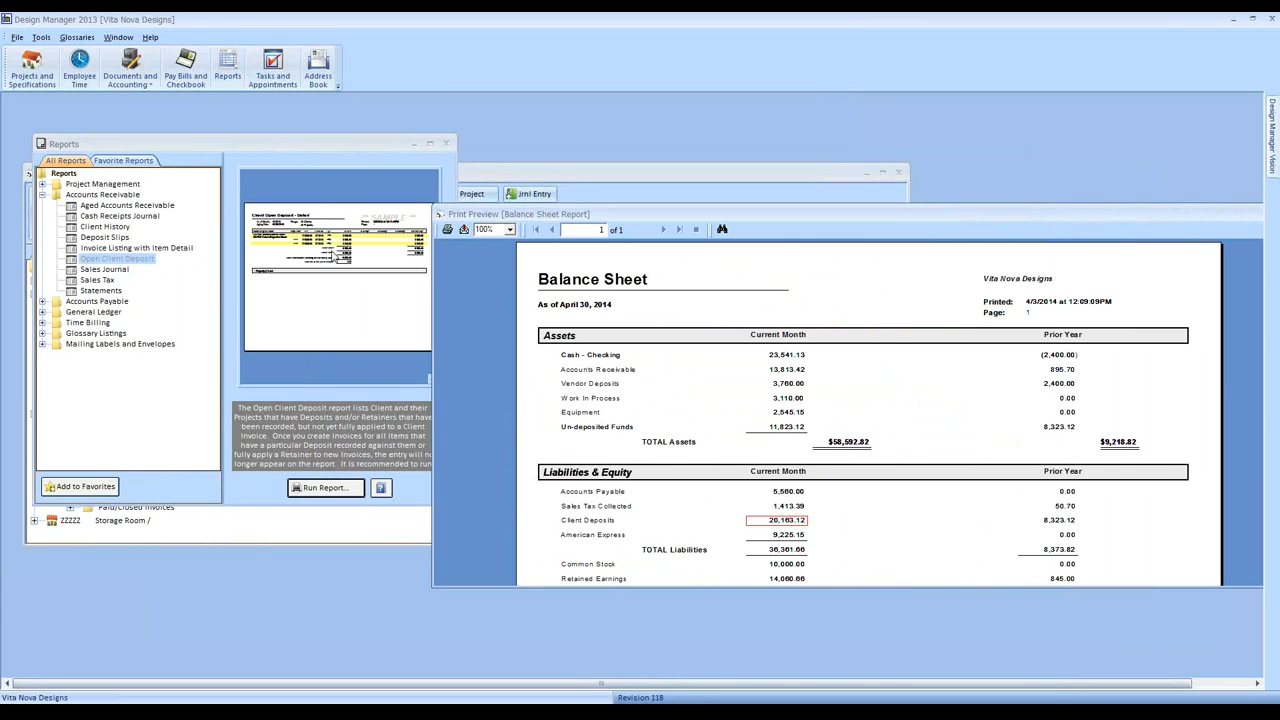 Design Manager 2013 [Vita Nova Designs]
File Tools Glossaries Window Help
Projects and Specifications
Employee Time
Documents and Accounting
Pay Bills and Checkbook
Reports
Tasks and Appointments
Address Book
Design Manager Vision
Reports
All Reports Favorite Reports
Reports
Project Management
Accounts Receivable
Aged Accounts Receivable
Cash Receipts Journal
Client History
Deposit Slips
Invoice Listing with Item Detail
Open Client Deposit
Sales Journal
Sales Tax
Statements
Accounts Payable
General Ledger
Time Billing
Glossary Listings
Mailing Labels and Envelopes
Add to Favorites
Client Open Deposit - Detail
SAMPLE
The Open Client Deposit report lists Client and their
Projects that have Deposits and/or Retainers that have
been recorded, but not yet fully applied to a Client
Invoice. Once you create Invoices for all Items that
have a particular Deposit recorded against them or
fully apply a Retainer to new Invoices, the entry will no
longer appear on the report. It is recommended to run
Run Report...
Paid/Closed Invoices
ZZZZZ Storage Room /
Project Jrnl Entry
Print Preview [Balance Sheet Report]
100% 1 of 1
Balance Sheet
Vita Nova Designs
As of April 30, 2014
Printed: 4/3/2014 at 12:09:09PM
Page: 1
Assets Current Month Prior Year
Cash - Checking 23,541.13 (2,400.00)
Accounts Receivable 13,813.42 895.70
Vendor Deposits 3,760.00 2,400.00
Work In Process 3,110.00 0.00
Equipment 2,545.15 0.00
Un-deposited Funds 11,823.12 8,323.12
TOTAL Assets $58,592.82 $9,218.82
Liabilities & Equity Current Month Prior Year
Accounts Payable 5,560.00 0.00
Sales Tax Collected 1,413.39 50.70
Client Deposits 20,163.12 8,323.12
American Express 9,225.15 0.00
TOTAL Liabilities 36,361.66 8,373.82
Common Stock 10,000.00 0.00
Retained Earnings 14,060.66 845.00
Vita Nova Designs Revision 118